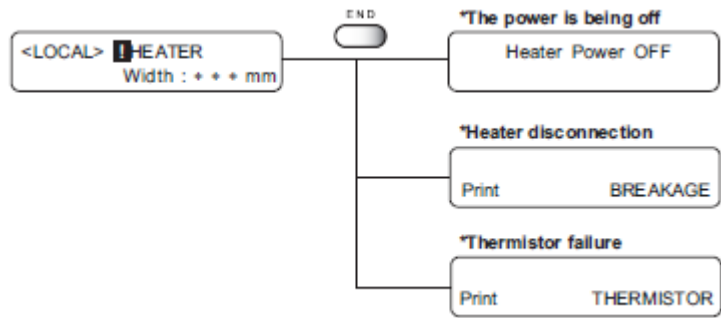 END
*The power is being off
<LOCAL> !HEATER
Width : * * * mm
Heater Power OFF
*Heater disconnection
Print BREAKAGE
*Thermistor failure
Print THERMISTOR